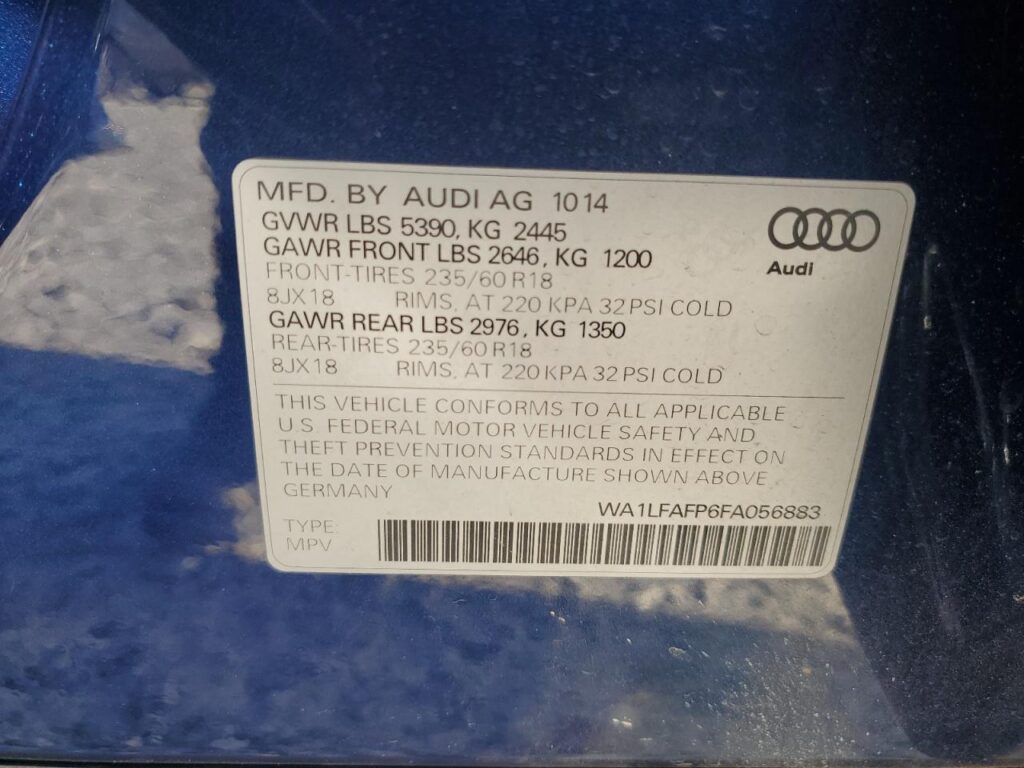 MFD. BY AUDI AG 1014
GVWR LBS 5390, KG 2445
GAWR FRONT LBS 2646, KG 1200
FRONT-TIRES 235/60 R18
8JX18 RIMS, AT 220 KPA 32 PSI COLD
GAWR REAR LBS 2976, KG 1350
REAR-TIRES 235/60 R18
8JX18 RIMS, AT 220 KPA 32 PSI COLD
Audi
THIS VEHICLE CONFORMS TO ALL APPLICABLE
U.S. FEDERAL MOTOR VEHICLE SAFETY AND
THEFT PREVENTION STANDARDS IN EFFECT ON
THE DATE OF MANUFACTURE SHOWN ABOVE.
GERMANY
WA1LFAFP6FA056883
TYPE:
MPV